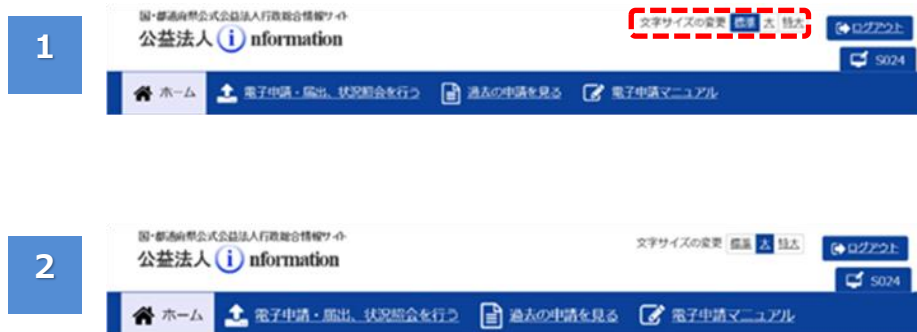 1
国・都道府県公式公益法人行政総合情報サイト
公益法人 i nformation
文字サイズの変更 標準 大 特大
ログアウト
S024
ホーム 電子申請・届出、状況照会を行う 過去の申請を見る 電子申請マニュアル
2
国・都道府県公式公益法人行政総合情報サイト
公益法人 i nformation
文字サイズの変更 標準 大 特大
ログアウト
S024
ホーム 電子申請・届出、状況照会を行う 過去の申請を見る 電子申請マニュアル